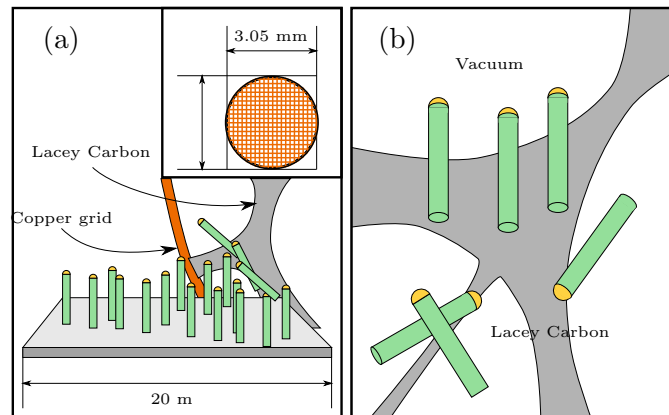 (a)
3.05 mm
Lacey Carbon
Copper grid
20 m
(b)
Vacuum
Lacey Carbon